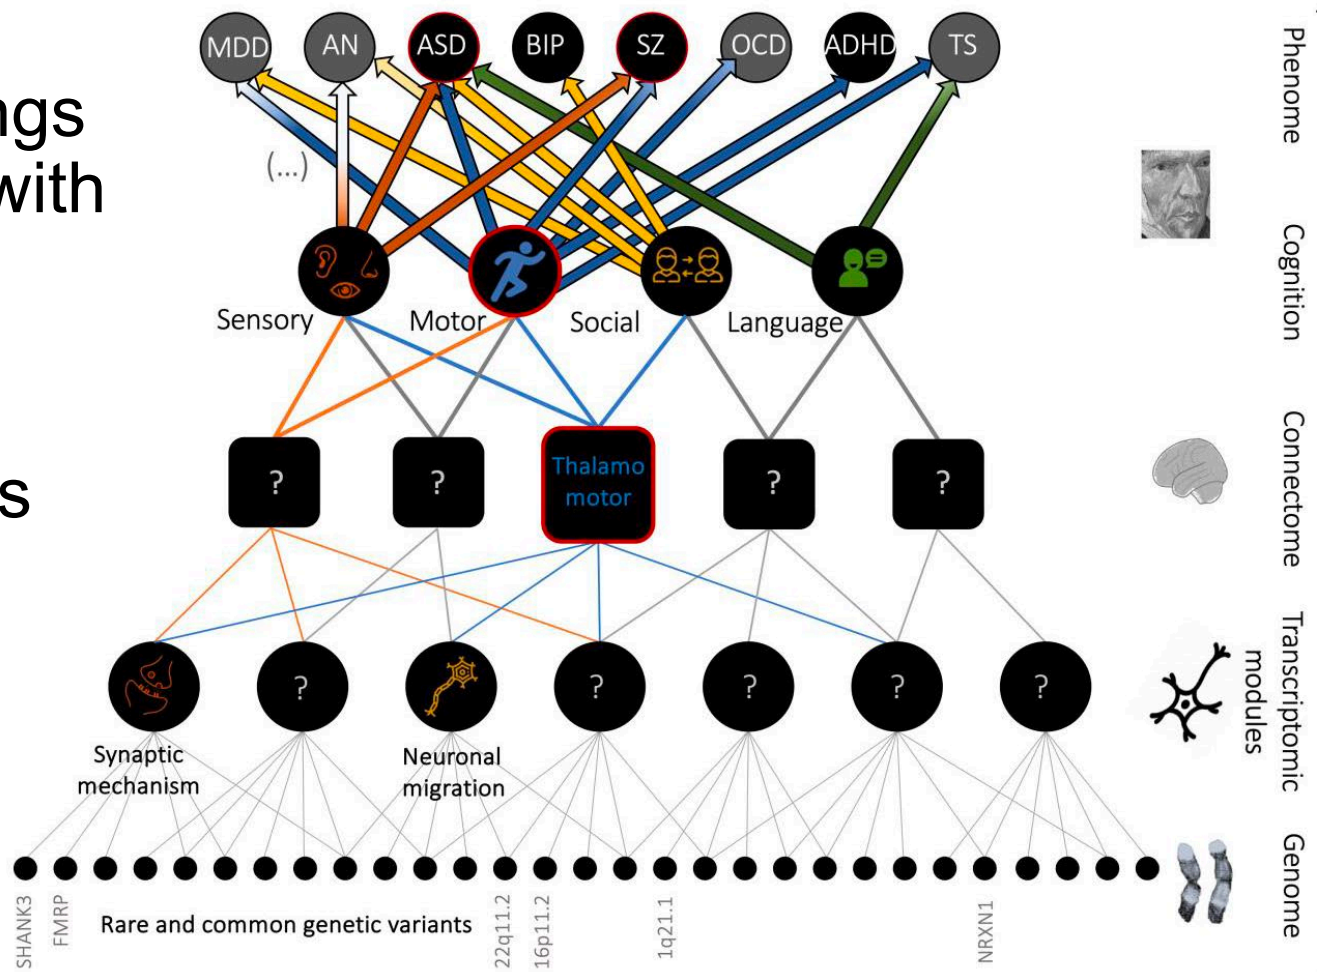 MDD AN ASD BIP SZ OCD ADHD TS
Phenome
ngs
with
(...)
Cognition
Sensory Motor Social Language
s
? ? Thalamo
motor ? ?
Connectome
? ? ? ? ?
Transcriptomic
modules
Synaptic
mechanism
Neuronal
migration
Genome
SHANK3
FMRP
Rare and common genetic variants
22q11.2
16p11.2
1q21.1
NRXN1